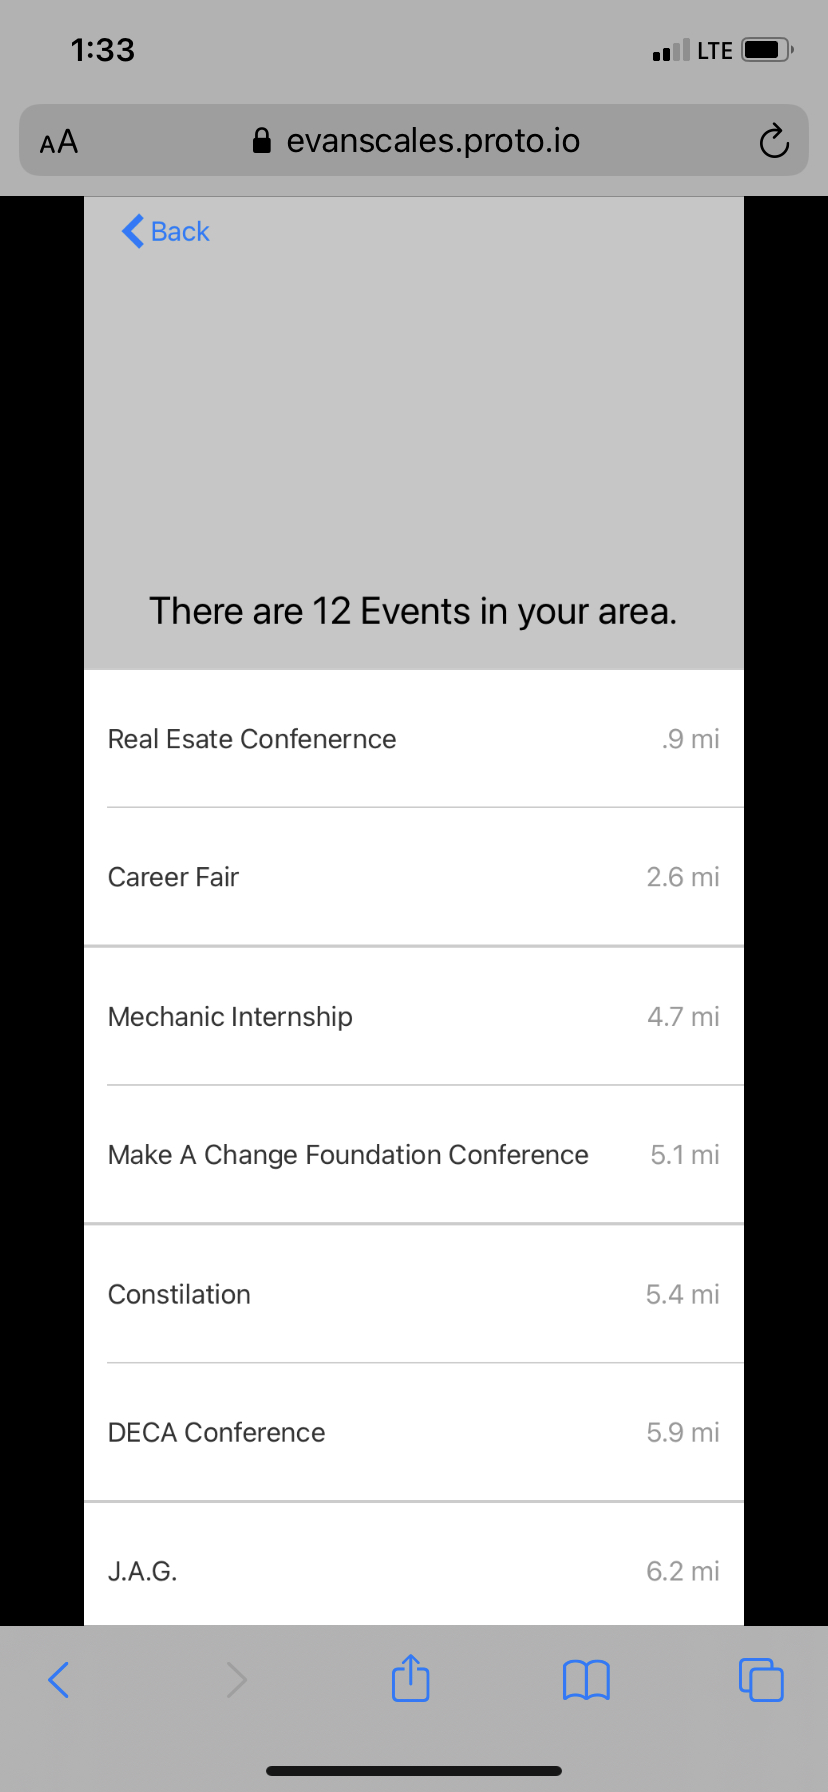 1:33
LTE
AA
evanscales.proto.io
Back
There are 12 Events in your area.
Real Esate Confenernce .9 mi
Career Fair 2.6 mi
Mechanic Internship 4.7 mi
Make A Change Foundation Conference 5.1 mi
Constilation 5.4 mi
DECA Conference 5.9 mi
J.A.G. 6.2 mi